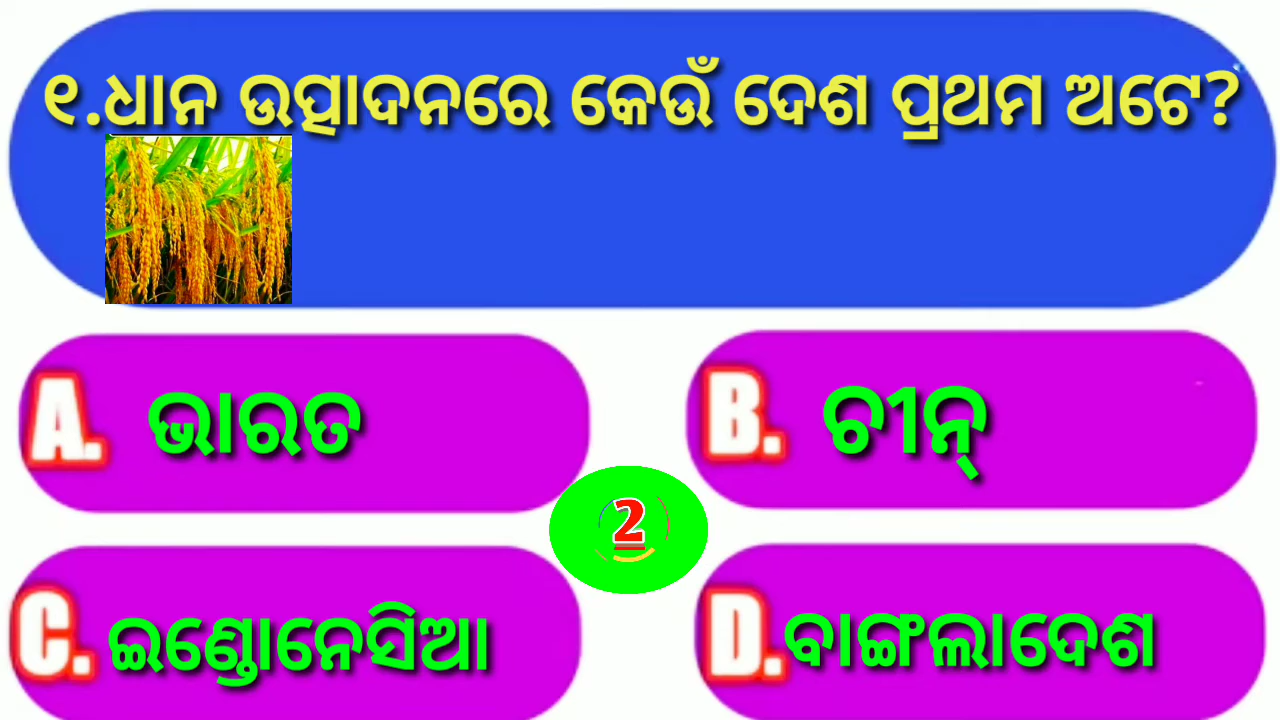 ୧.ଧାନ ଉତ୍ପାଦନରେ କେଉଁ ଦେଶ ପ୍ରଥମ ଅଟେ?
A. ଭାରତ
B. ଚୀନ୍
2
C. ଇଣ୍ଡୋନେସିଆ
D.ବାଙ୍ଗଲାଦେଶ